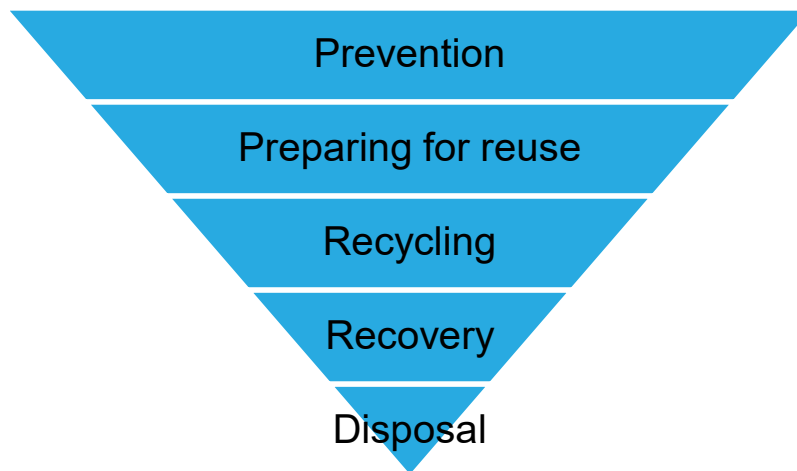 Prevention
Preparing for reuse
Recycling
Recovery
Disposal